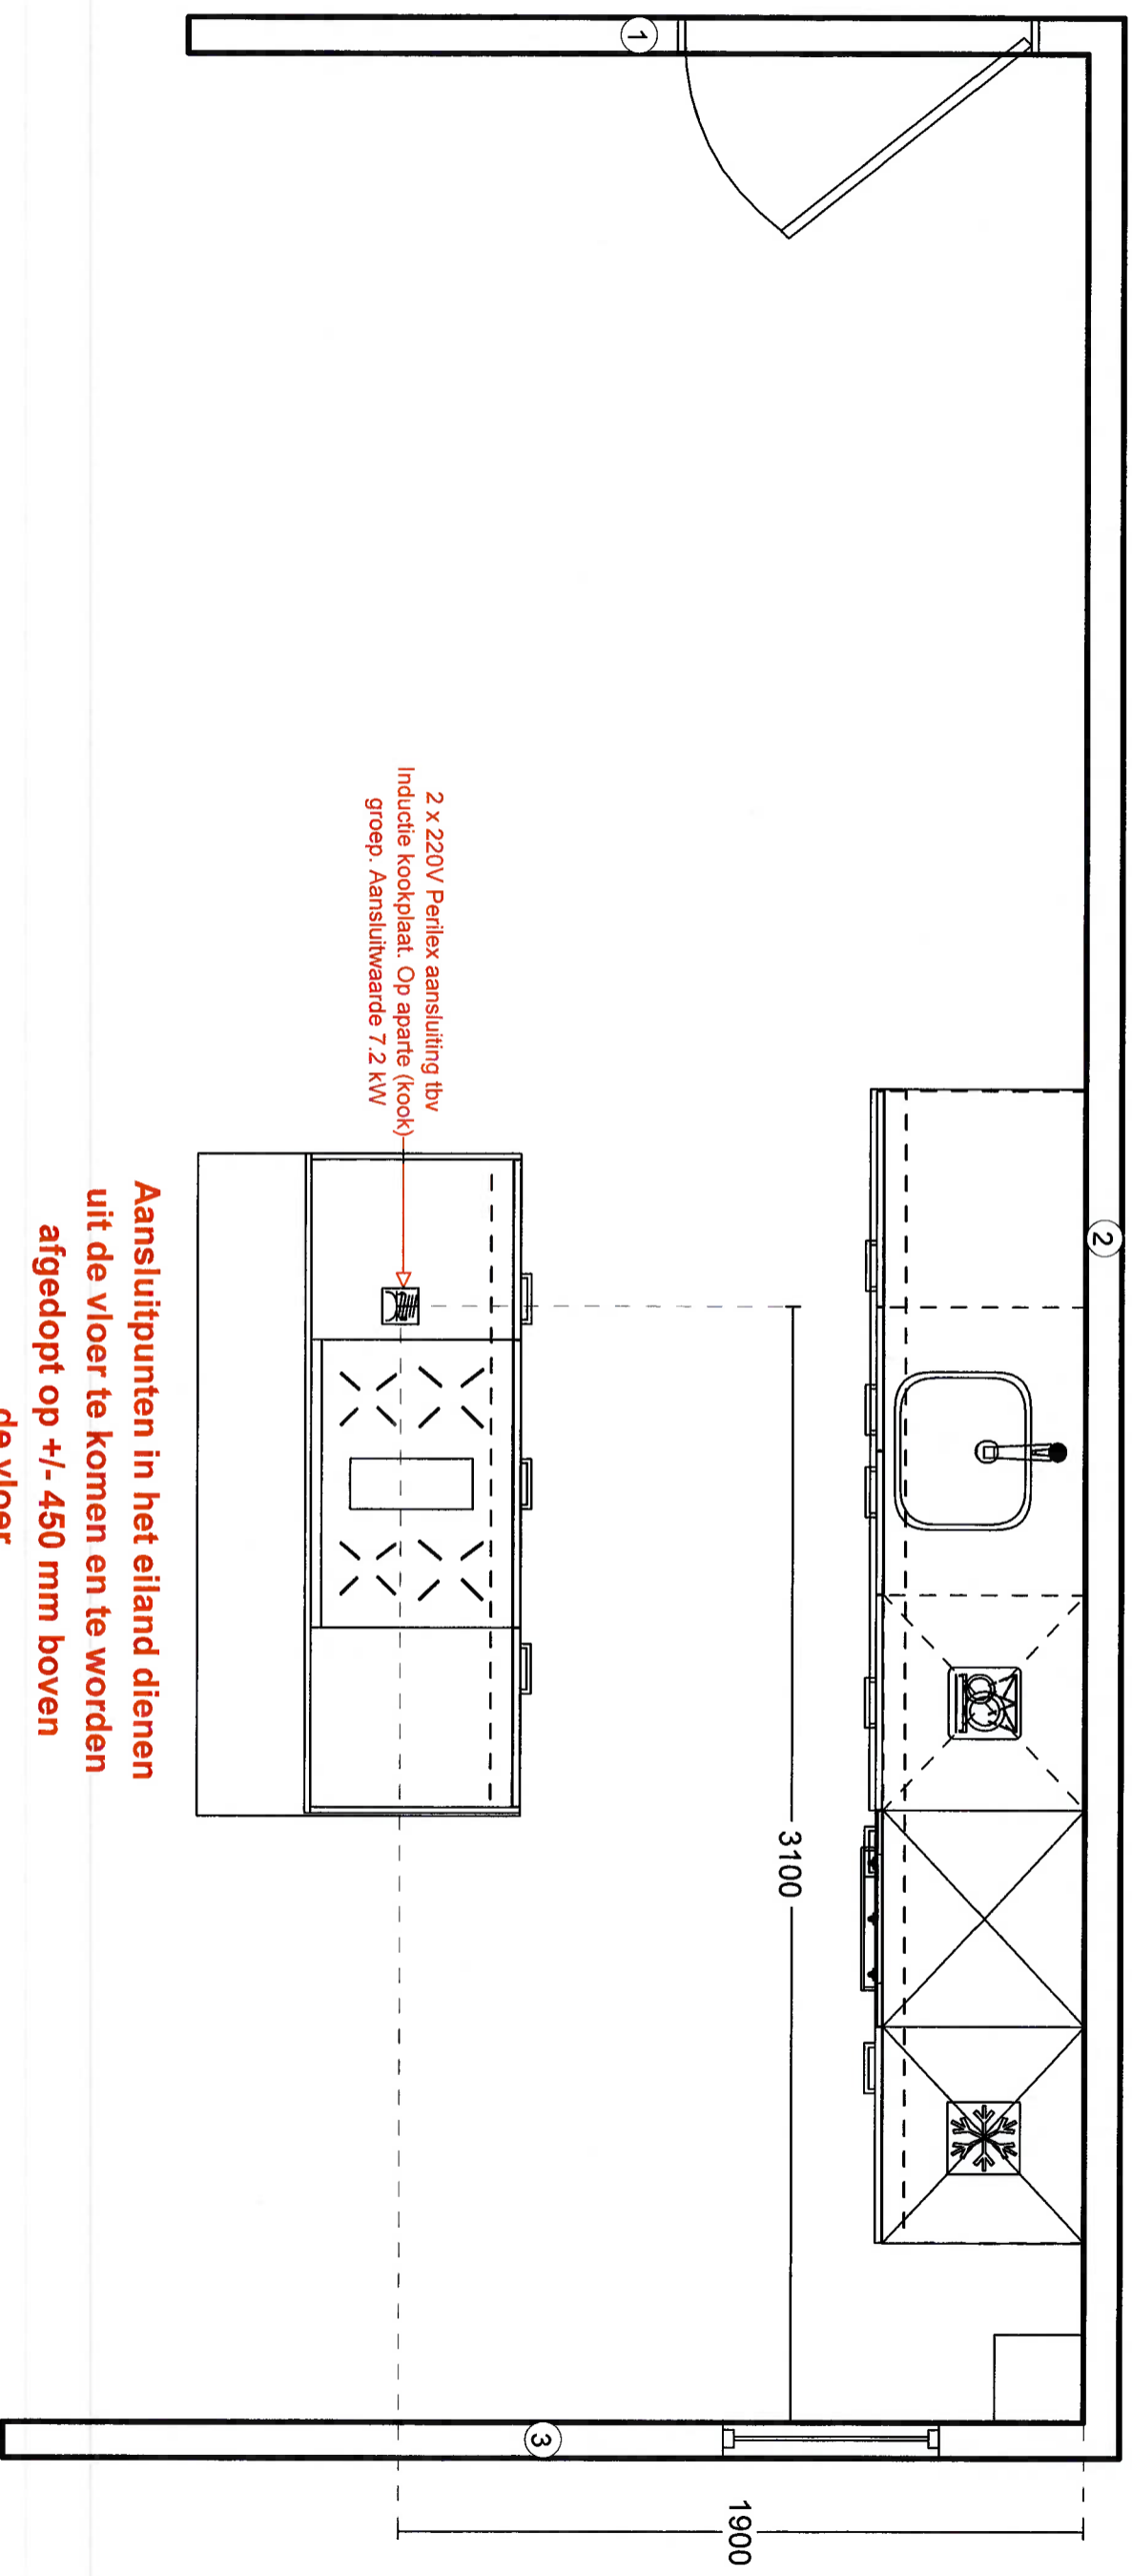 1
2
2 x 220V Perilex aansluiting tbv
Inductie kookplaat. Op aparte (kook)
groep. Aansluitwaarde 7.2 kW
3100
3
1900
Aansluitpunten in het eiland dienen
uit de vloer te komen en te worden
afgedopt op +/- 450 mm boven
de vloer